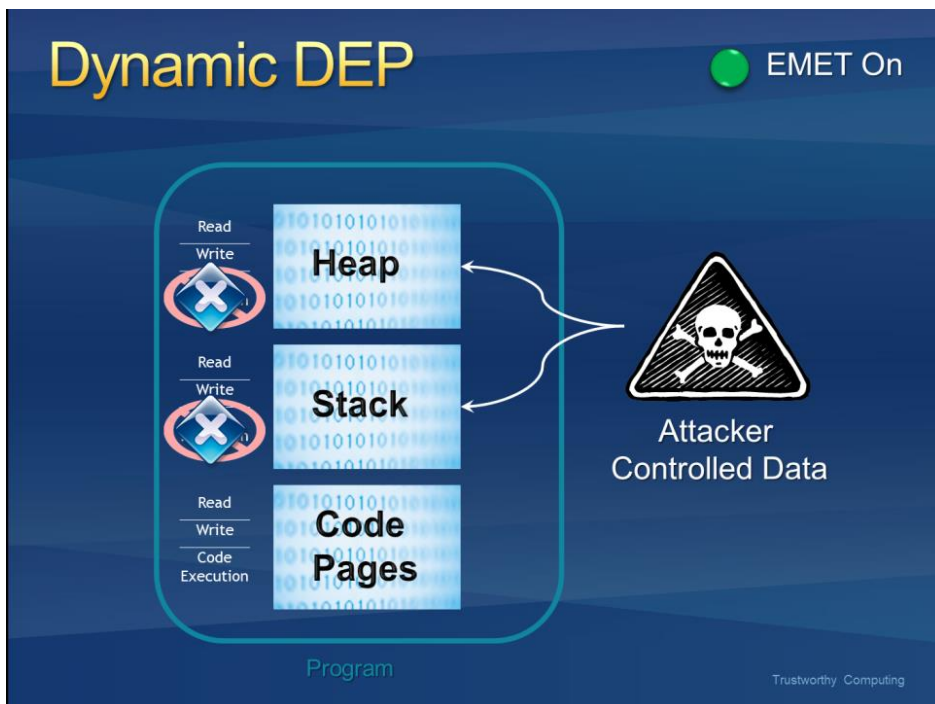 Dynamic DEP
EMET On
Read
Write
Heap
Read
Write
Stack
Attacker
Controlled Data
Read
Write
Code
Execution
Code
Pages
Program
Trustworthy Computing